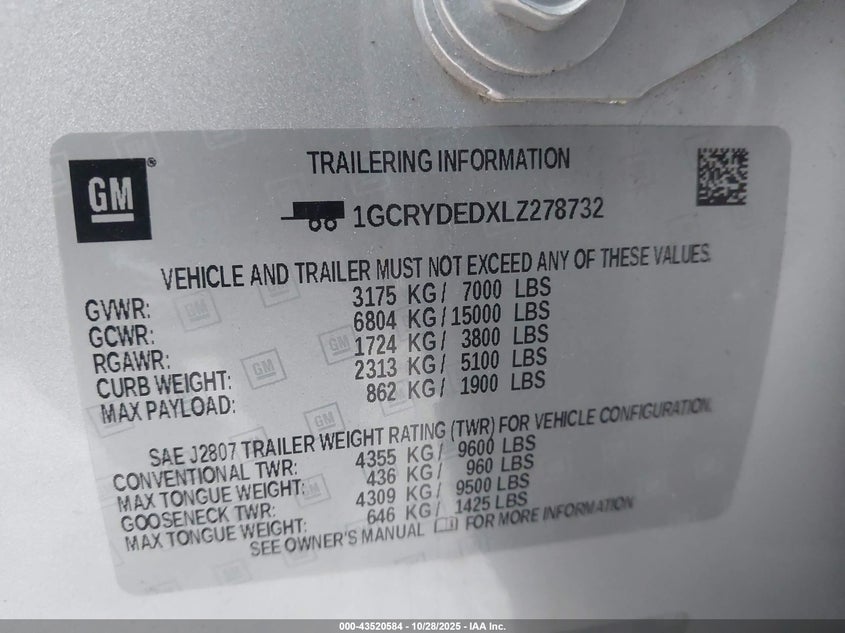 GM®
TRAILERING INFORMATION
1GCRYDEDXLZ278732
VEHICLE AND TRAILER MUST NOT EXCEED ANY OF THESE VALUES.
GVWR: 3175 KG/ 7000 LBS
GCWR: 6804 KG/ 15000 LBS
RGAWR: 1724 KG/ 3800 LBS
CURB WEIGHT: 2313 KG/ 5100 LBS
MAX PAYLOAD: 862 KG/ 1900 LBS
SAE J2807 TRAILER WEIGHT RATING (TWR) FOR VEHICLE CONFIGURATION.
CONVENTIONAL TWR: 4355 KG/ 9600 LBS
MAX TONGUE WEIGHT: 436 KG/ 960 LBS
GOOSENECK TWR: 4309 KG/ 9500 LBS
MAX TONGUE WEIGHT: 646 KG/ 1425 LBS
SEE OWNER'S MANUAL FOR MORE INFORMATION
000-43520584 | 10/28/2025 - IAA Inc.